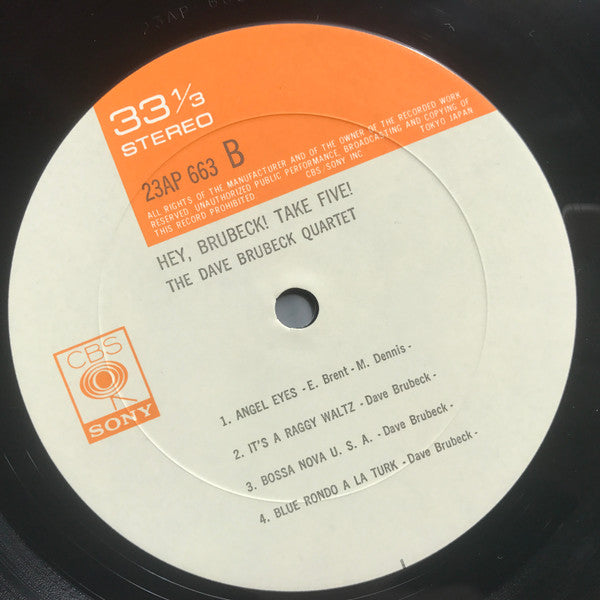 33 1/3
STEREO
23AP 663 B
ALL RIGHTS OF THE MANUFACTURER AND OF THE OWNER OF THE RECORDED WORK
RESERVED. UNAUTHORIZED PUBLIC PERFORMANCE, BROADCASTING AND COPYING OF
THIS RECORD PROHIBITED
CBS/SONY INC.
TOKYO JAPAN
HEY, BRUBECK! TAKE FIVE!
THE DAVE BRUBECK QUARTET
CBS
SONY
1. ANGEL EYES - E. Brent - M. Dennis -
2. IT'S A RAGGY WALTZ - Dave Brubeck -
3. BOSSA NOVA U. S. A. - Dave Brubeck -
4. BLUE RONDO A LA TURK - Dave Brubeck -